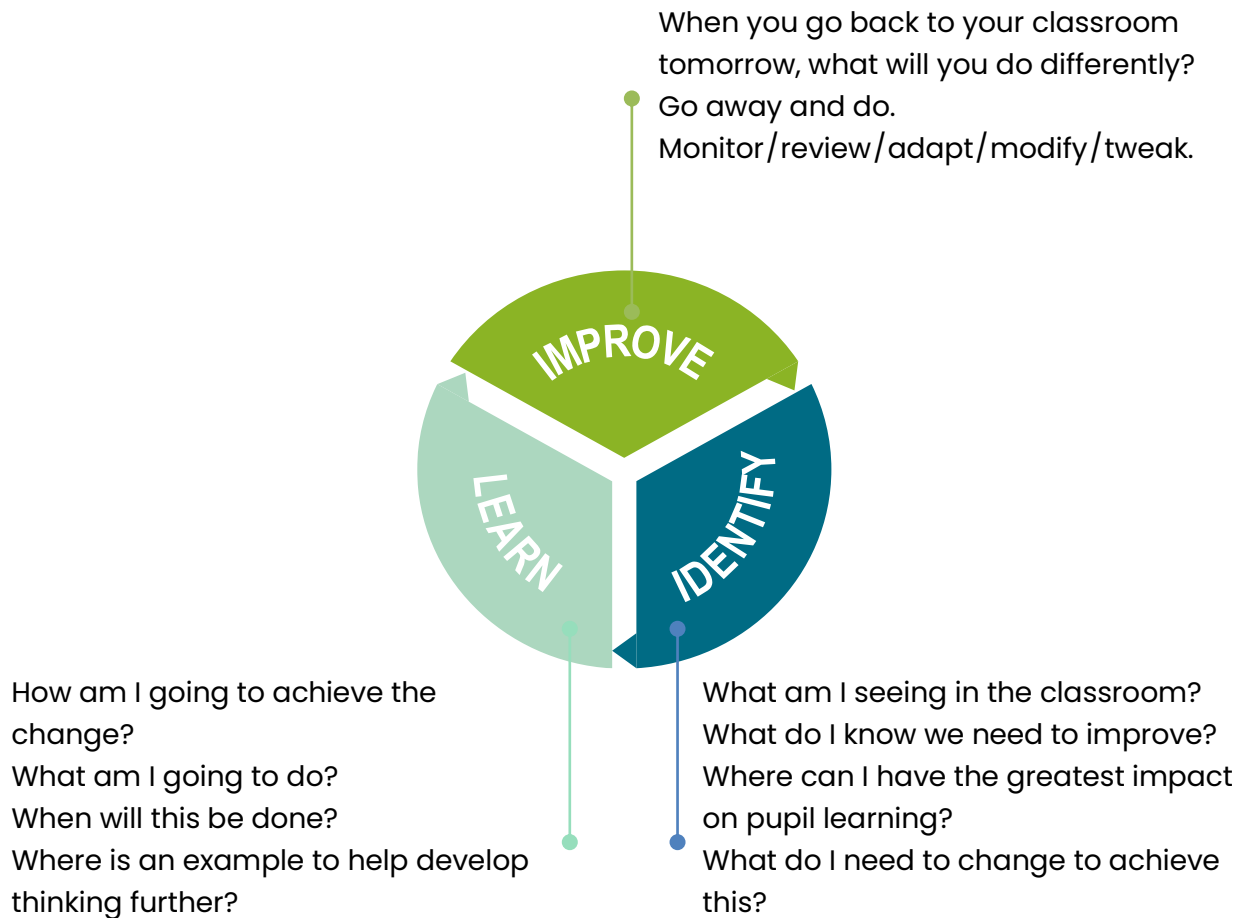 When you go back to your classroom
tomorrow, what will you do differently?
Go away and do.
Monitor/review/adapt/modify/tweak.
IMPROVE
LEARN
IDENTIFY
How am I going to achieve the
change?
What am I going to do?
When will this be done?
Where is an example to help develop
thinking further?
What am I seeing in the classroom?
What do I know we need to improve?
Where can I have the greatest impact
on pupil learning?
What do I need to change to achieve
this?